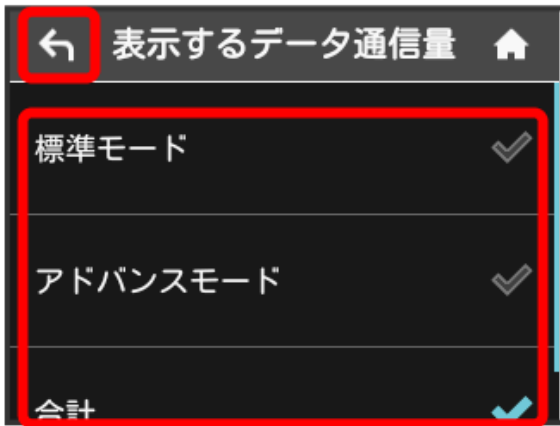 表示するデータ通信量
標準モード
アドバンスモード
合計